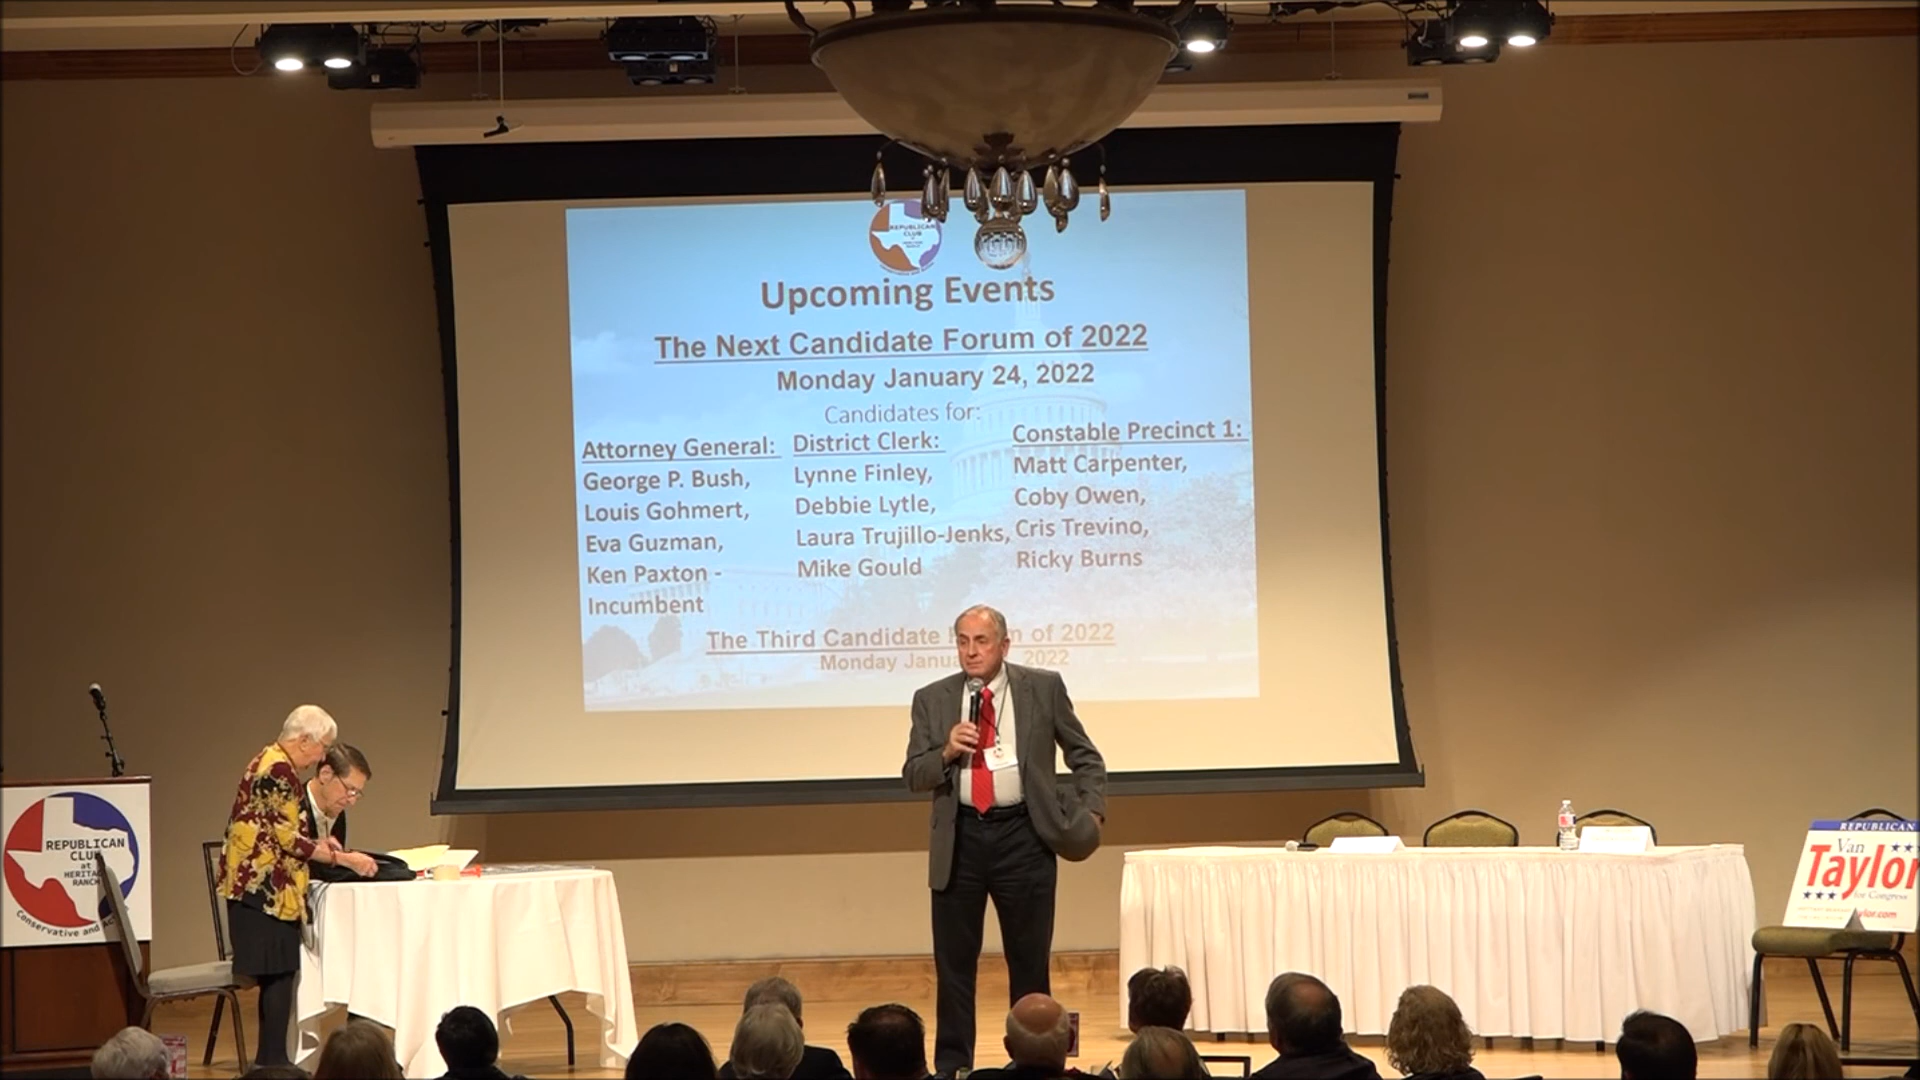 REPUBLICAN
CLUB
Upcoming Events
The Next Candidate Forum of 2022
Monday January 24, 2022
Candidates for:
Attorney General:
George P. Bush,
Louis Gohmert,
Eva Guzman,
Ken Paxton -
Incumbent
District Clerk:
Lynne Finley,
Debbie Lytle,
Laura Trujillo-Jenks,
Mike Gould
Constable Precinct 1:
Matt Carpenter,
Coby Owen,
Cris Trevino,
Ricky Burns
The Third Candidate of 2022
Monday 2022
REPUBLICAN
CLUB
at
HERITAGE
RANCH
Conservative and
REPUBLICAN
Van
Taylor
for Congress